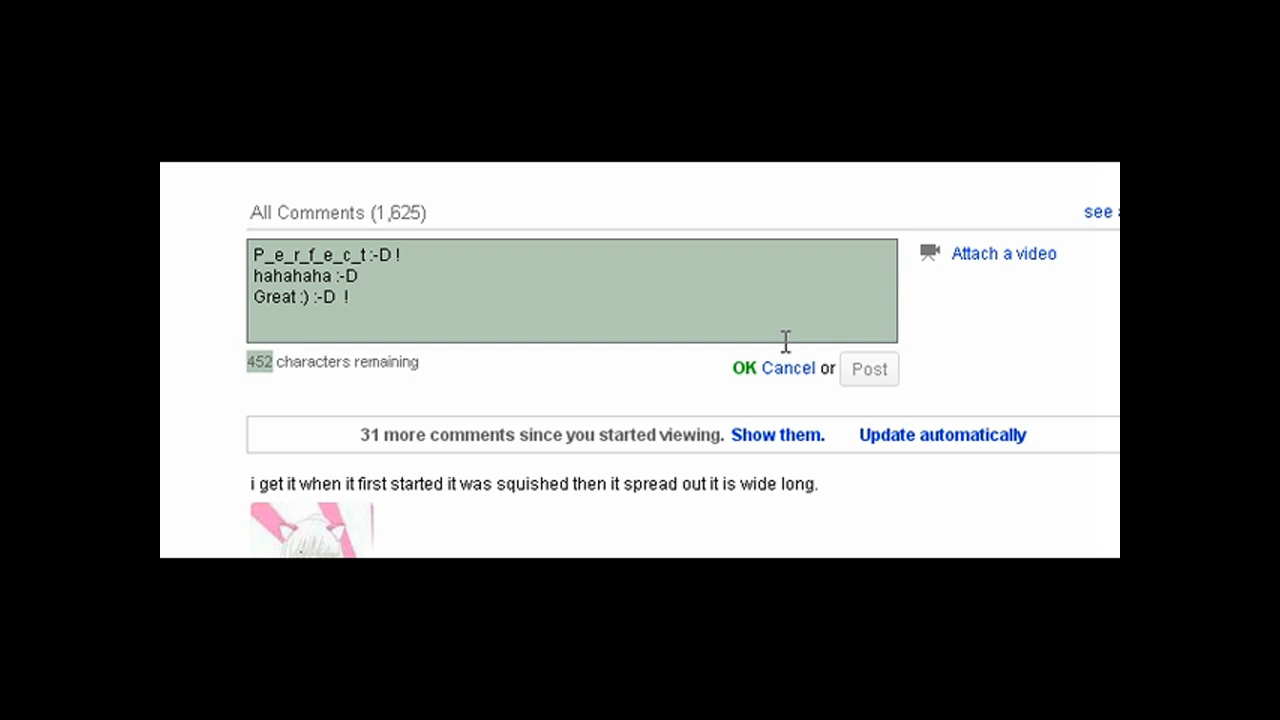 All Comments (1,625)
see
P_e_r_f_e_c_t :-D !
Attach a video
hahahaha :-D
Great :) :-D  !
452 characters remaining
OK Cancel or Post
31 more comments since you started viewing. Show them. Update automatically
i get it when it first started it was squished then it spread out it is wide long.